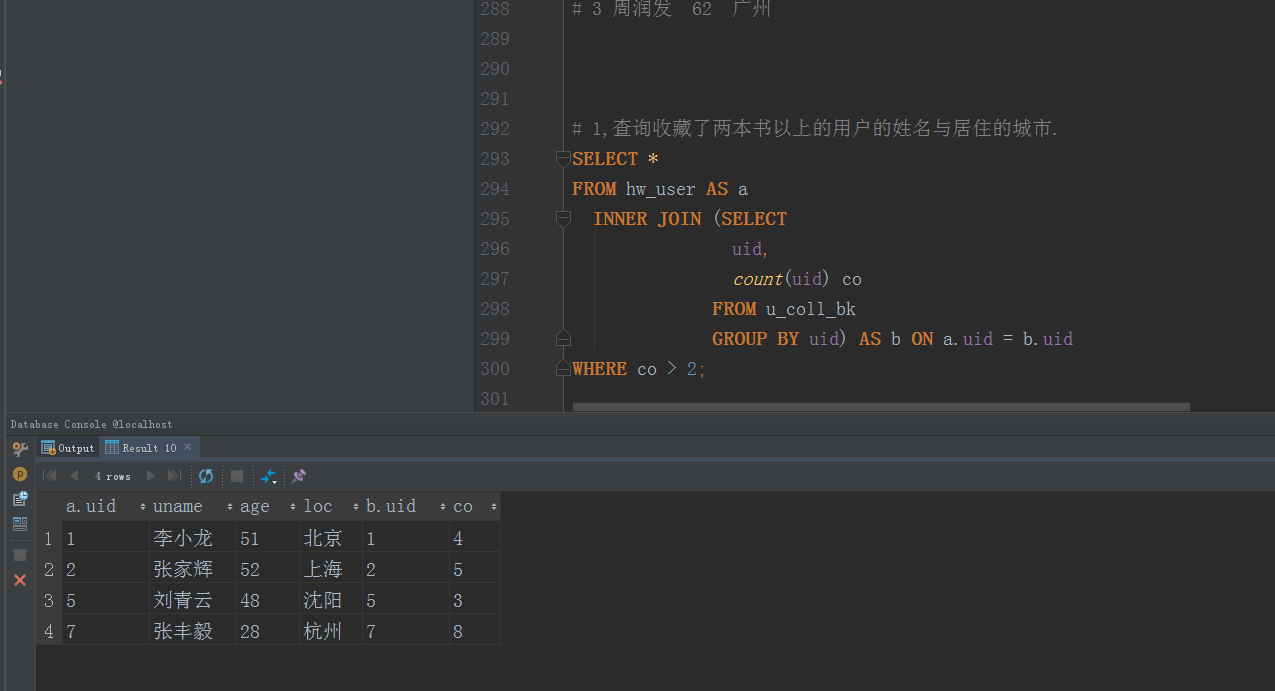 288 # 3 周润发 62 广州
289
290
291
292 # 1,查询收藏了两本书以上的用户的姓名与居住的城市.
293 SELECT *
294 FROM hw_user AS a
295 INNER JOIN (SELECT
296 uid,
297 count(uid) co
298 FROM u_coll_bk
299 GROUP BY uid) AS b ON a.uid = b.uid
300 WHERE co > 2;
301
Database Console @localhost
Output Result 10
4 rows
a.uid uname age loc b.uid co
1 1 李小龙 51 北京 1 4
2 2 张家辉 52 上海 2 5
3 5 刘青云 48 沈阳 5 3
4 7 张丰毅 28 杭州 7 8